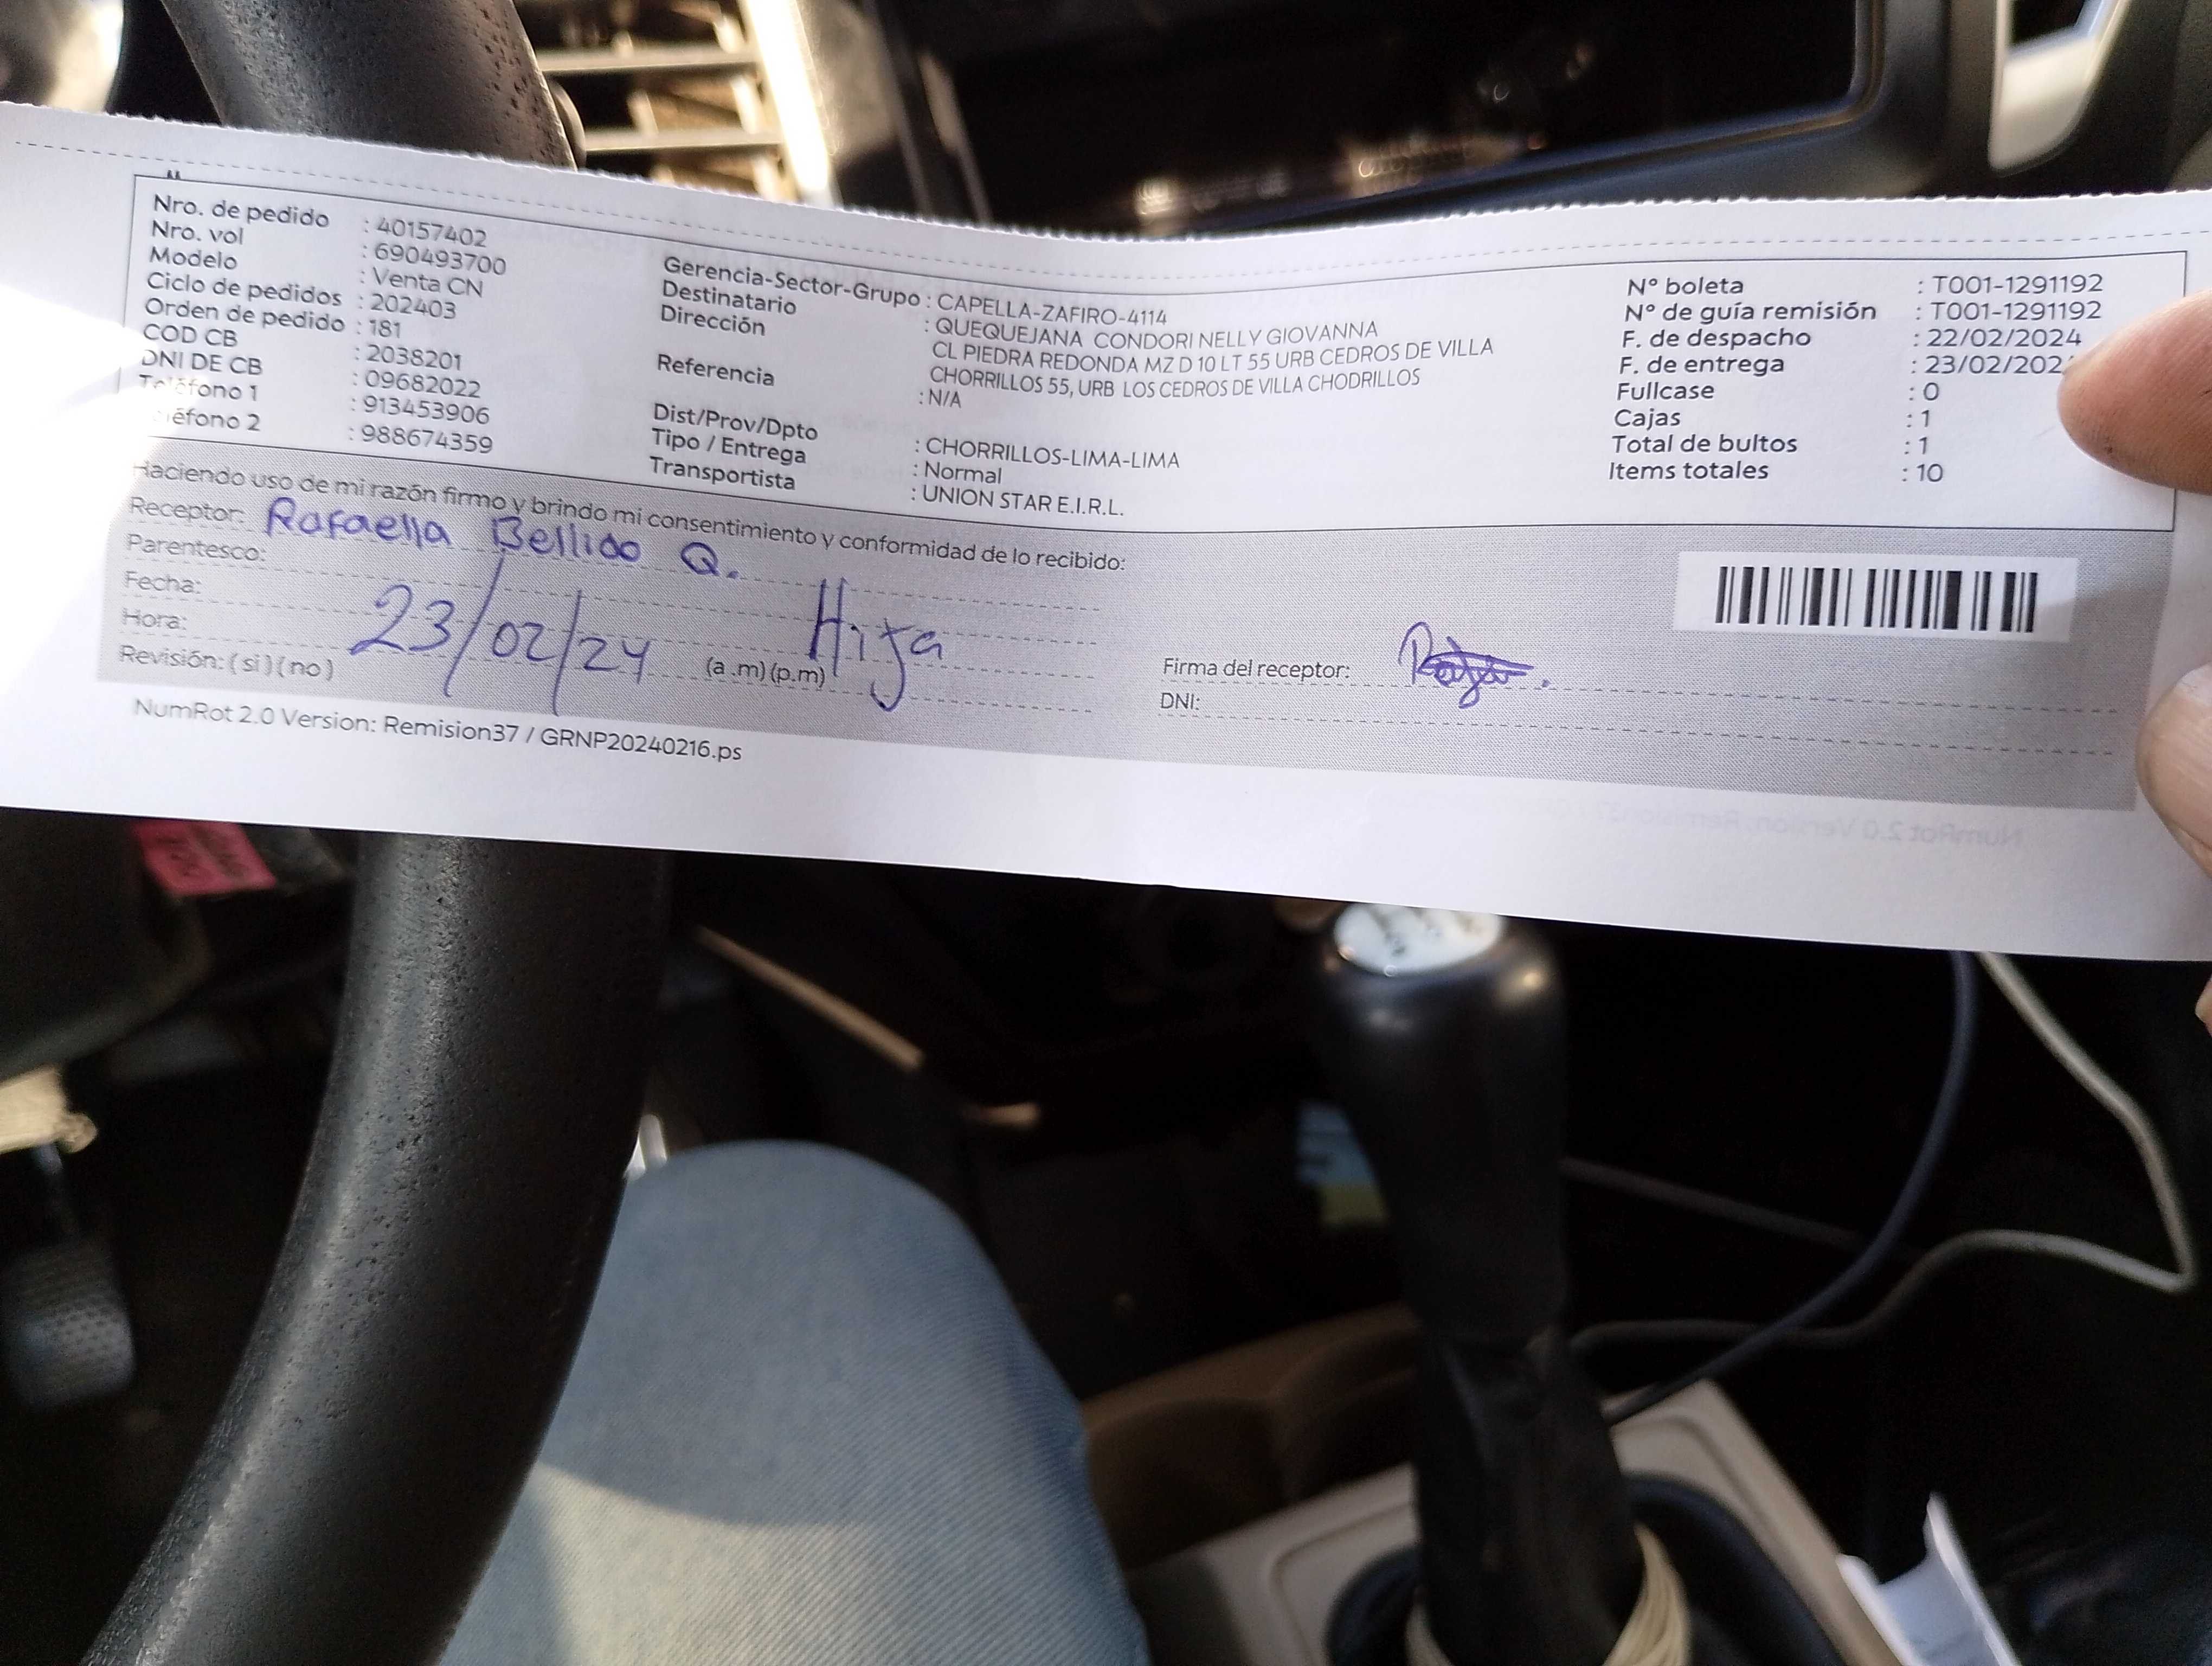 Nro. de pedido : 40157402
Nro. vol : 690493700
Modelo : Venta CN
Ciclo de pedidos : 202403
Orden de pedido : 181
COD CB : 2038201
DNI DE CB : 09682022
Teléfono 1 : 913453906
Teléfono 2 : 988674359
Gerencia-Sector-Grupo : CAPELLA-ZAFIRO-4114
Destinatario : QUEQUEJANA CONDORI NELLY GIOVANNA
Dirección CL PIEDRA REDONDA MZ D 10 LT 55 URB CEDROS DE VILLA
CHORRILLOS 55, URB LOS CEDROS DE VILLA CHODRILLOS
Referencia : N/A
Dist/Prov/Dpto : CHORRILLOS-LIMA-LIMA
Tipo / Entrega : Normal
Transportista : UNION STAR E.I.R.L.
N° boleta : T001-1291192
N° de guía remisión : T001-1291192
F. de despacho : 22/02/2024
F. de entrega : 23/02/202
Fullcase : 0
Cajas : 1
Total de bultos : 1
Items totales : 10
Haciendo uso de mi razón firmo y brindo mi consentimiento y conformidad de lo recibido:
Receptor: Rafaella Bellido Q.
Parentesco: Hija
Fecha: 23/02/24
Hora: (a.m)(p.m)
Revisión: (si)(no)
Firma del receptor:
DNI:
NumRot 2.0 Version: Remision37 / GRNP20240216.ps